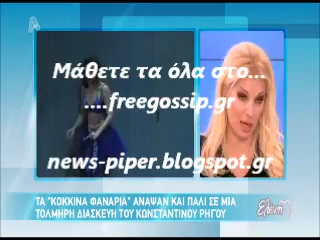 Μάθετε τα όλα στο...
....freegossip.gr
news-piper.blogspot.gr
ΤΑ "ΚΟΚΚΙΝΑ ΦΑΝΑΡΙΑ" ΑΝΑΨΑΝ ΚΑΙ ΠΑΛΙ ΣΕ ΜΙΑ
ΤΟΛΜΗΡΗ ΔΙΑΣΚΕΥΗ ΤΟΥ ΚΩΝΣΤΑΝΤΙΝΟΥ ΡΗΓΟΥ
Ελένη